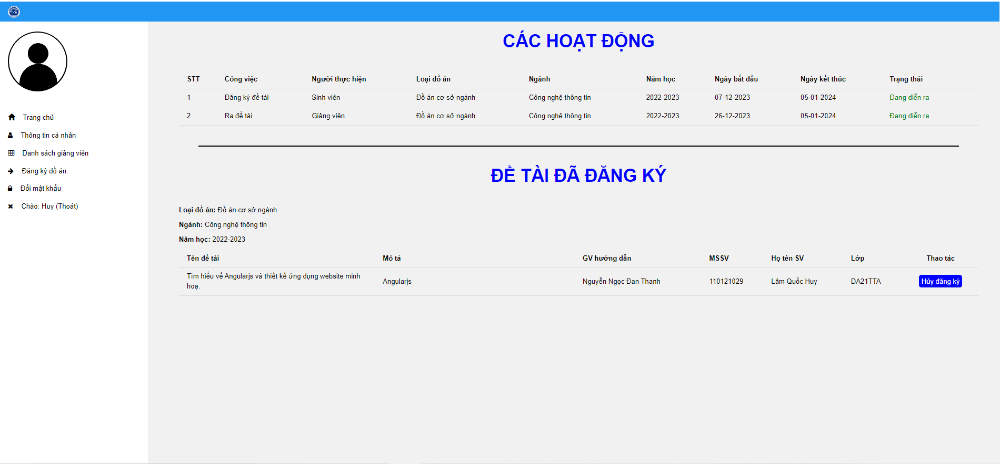 CÁC HOẠT ĐỘNG
STT Công việc Người thực hiện Loại đồ án Ngành Năm học Ngày bắt đầu Ngày kết thúc Trạng thái
1 Đăng ký đề tài Sinh viên Đồ án cơ sở ngành Công nghệ thông tin 2022-2023 07-12-2023 05-01-2024 Đang diễn ra
2 Ra đề tài Giảng viên Đồ án cơ sở ngành Công nghệ thông tin 2022-2023 26-12-2023 05-01-2024 Đang diễn ra
Trang chủ
Thông tin cá nhân
Danh sách giảng viên
Đăng ký đồ án
Đổi mật khẩu
Chào: Huy (Thoát)
ĐỀ TÀI ĐÃ ĐĂNG KÝ
Loại đồ án: Đồ án cơ sở ngành
Ngành: Công nghệ thông tin
Năm học: 2022-2023
Tên đề tài Mô tả GV hướng dẫn MSSV Họ tên SV Lớp Thao tác
Tìm hiểu về Angularjs và thiết kế ứng dụng website minh
hoạ.
Angularjs Nguyễn Ngọc Đan Thanh 110121029 Lâm Quốc Huy DA21TTA Hủy đăng ký